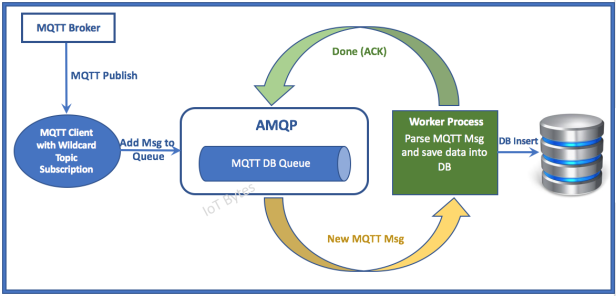 MQTT Broker
MQTT Publish
MQTT Client
with Wildcard
Topic
Subscription
Add Msg to
Queue
AMQP
MQTT DB Queue
IoT Bytes
Done (ACK)
New MQTT Msg
Worker Process
Parse MQTT Msg
and save data into
DB
DB Insert